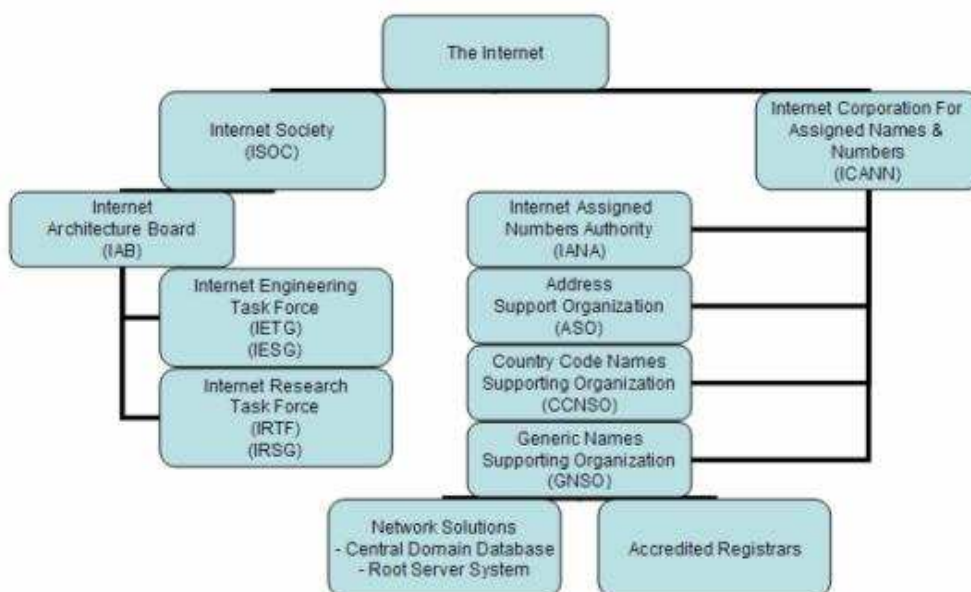 The Internet
Internet Society
(ISOC)
Internet Corporation For
Assigned Names &
Numbers
(ICANN)
Internet
Architecture Board
(IAB)
Internet Engineering
Task Force
(IETG)
(IESG)
Internet Research
Task Force
(IRTF)
(IRSG)
Internet Assigned
Numbers Authority
(IANA)
Address
Support Organization
(ASO)
Country Code Names
Supporting Organization
(CCNSO)
Generic Names
Supporting Organization
(GNSO)
Network Solutions
- Central Domain Database
- Root Server System
Accredited Registrars